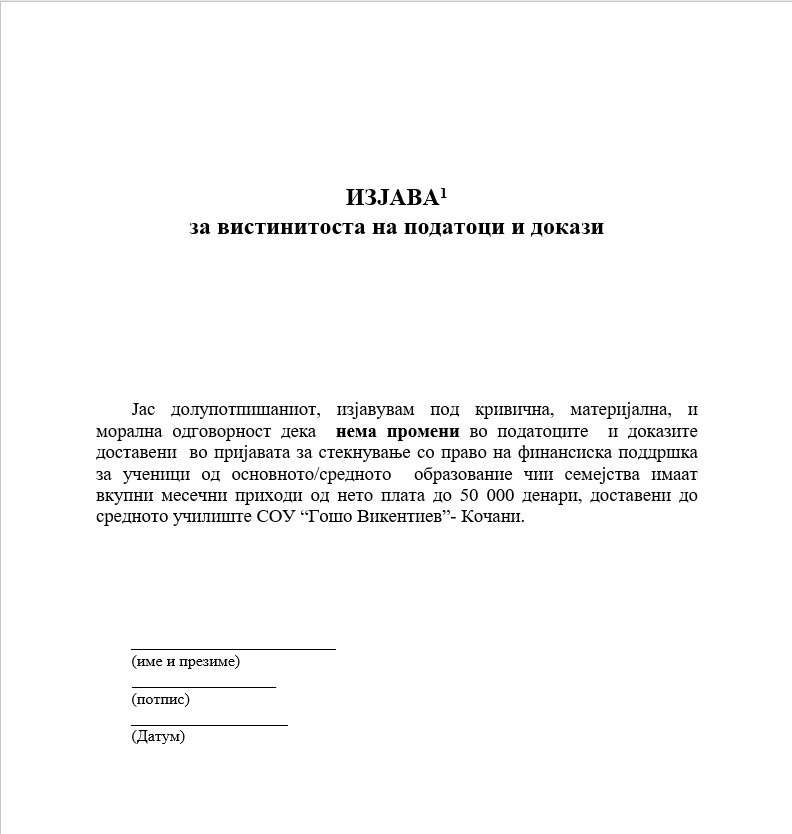 ИЗЈАВА¹
за вистинитоста на податоци и докази
Јас долупотпишаниот, изјавувам под кривична, материјална, и
морална одговорност дека нема промени во податоците и доказите
доставени во пријавата за стекнување со право на финансиска поддршка
за ученици од основното/средното образование чии семејства имаат
вкупни месечни приходи од нето плата до 50 000 денари, доставени до
средното училиште СОУ “Гошо Викентиев”- Кочани.
(име и презиме)
(потпис)
(Датум)